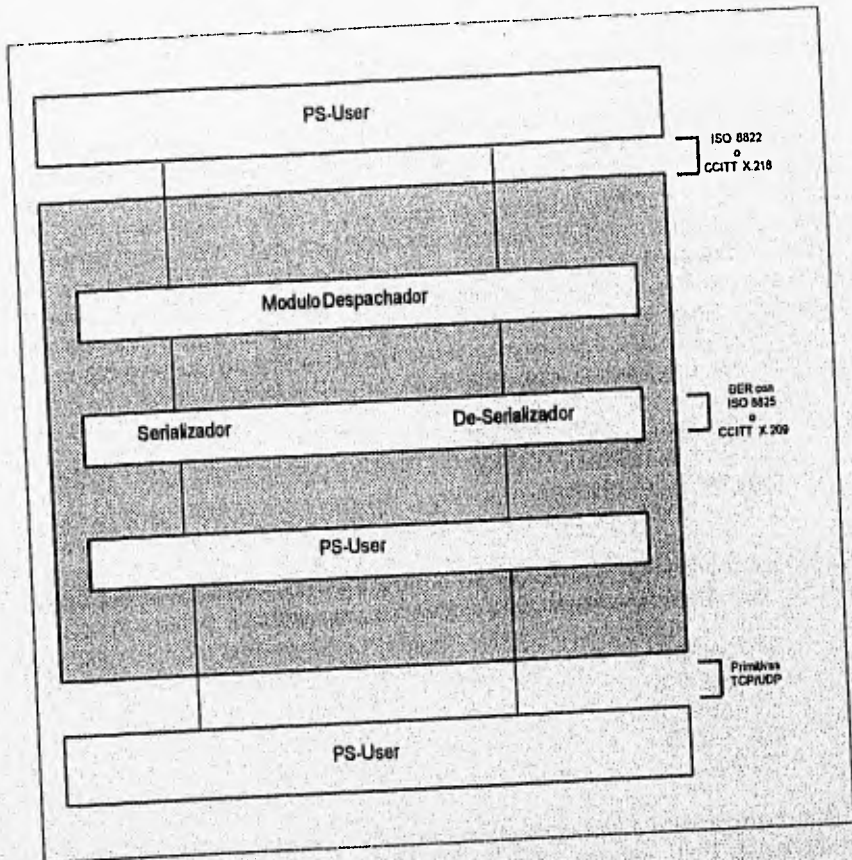 PS-User
ISO 8822
o
CCITT X.218
Modulo Despachador
Serializador
De-Serializador
BER con
ISO 8825
o
CCITT X.209
PS-User
Primitivas
TCP/UDP
PS-User